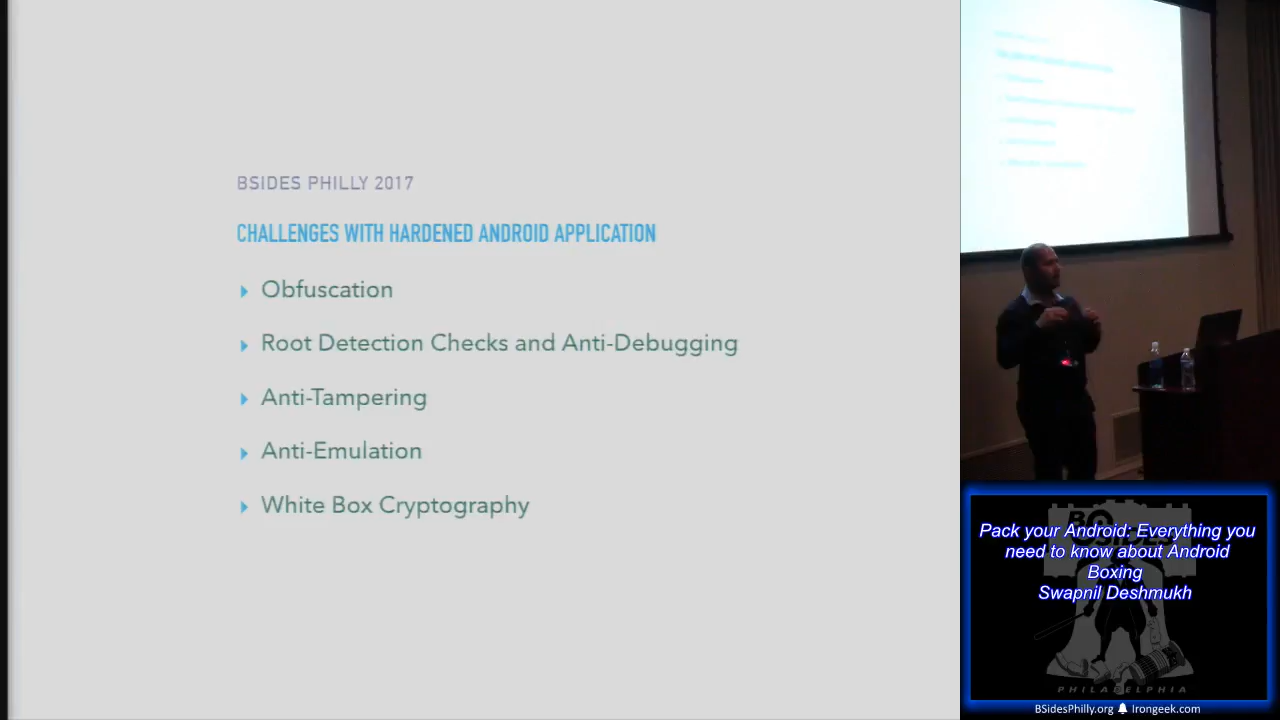 BSIDES PHILLY 2017
CHALLENGES WITH HARDENED ANDROID APPLICATION
Obfuscation
Root Detection Checks and Anti-Debugging
Anti-Tampering
Anti-Emulation
White Box Cryptography
Pack your Android: Everything you
need to know about Android
Boxing
Swapnil Deshmukh
PHILADELPHIA
BSidesPhilly.org Irongeek.com